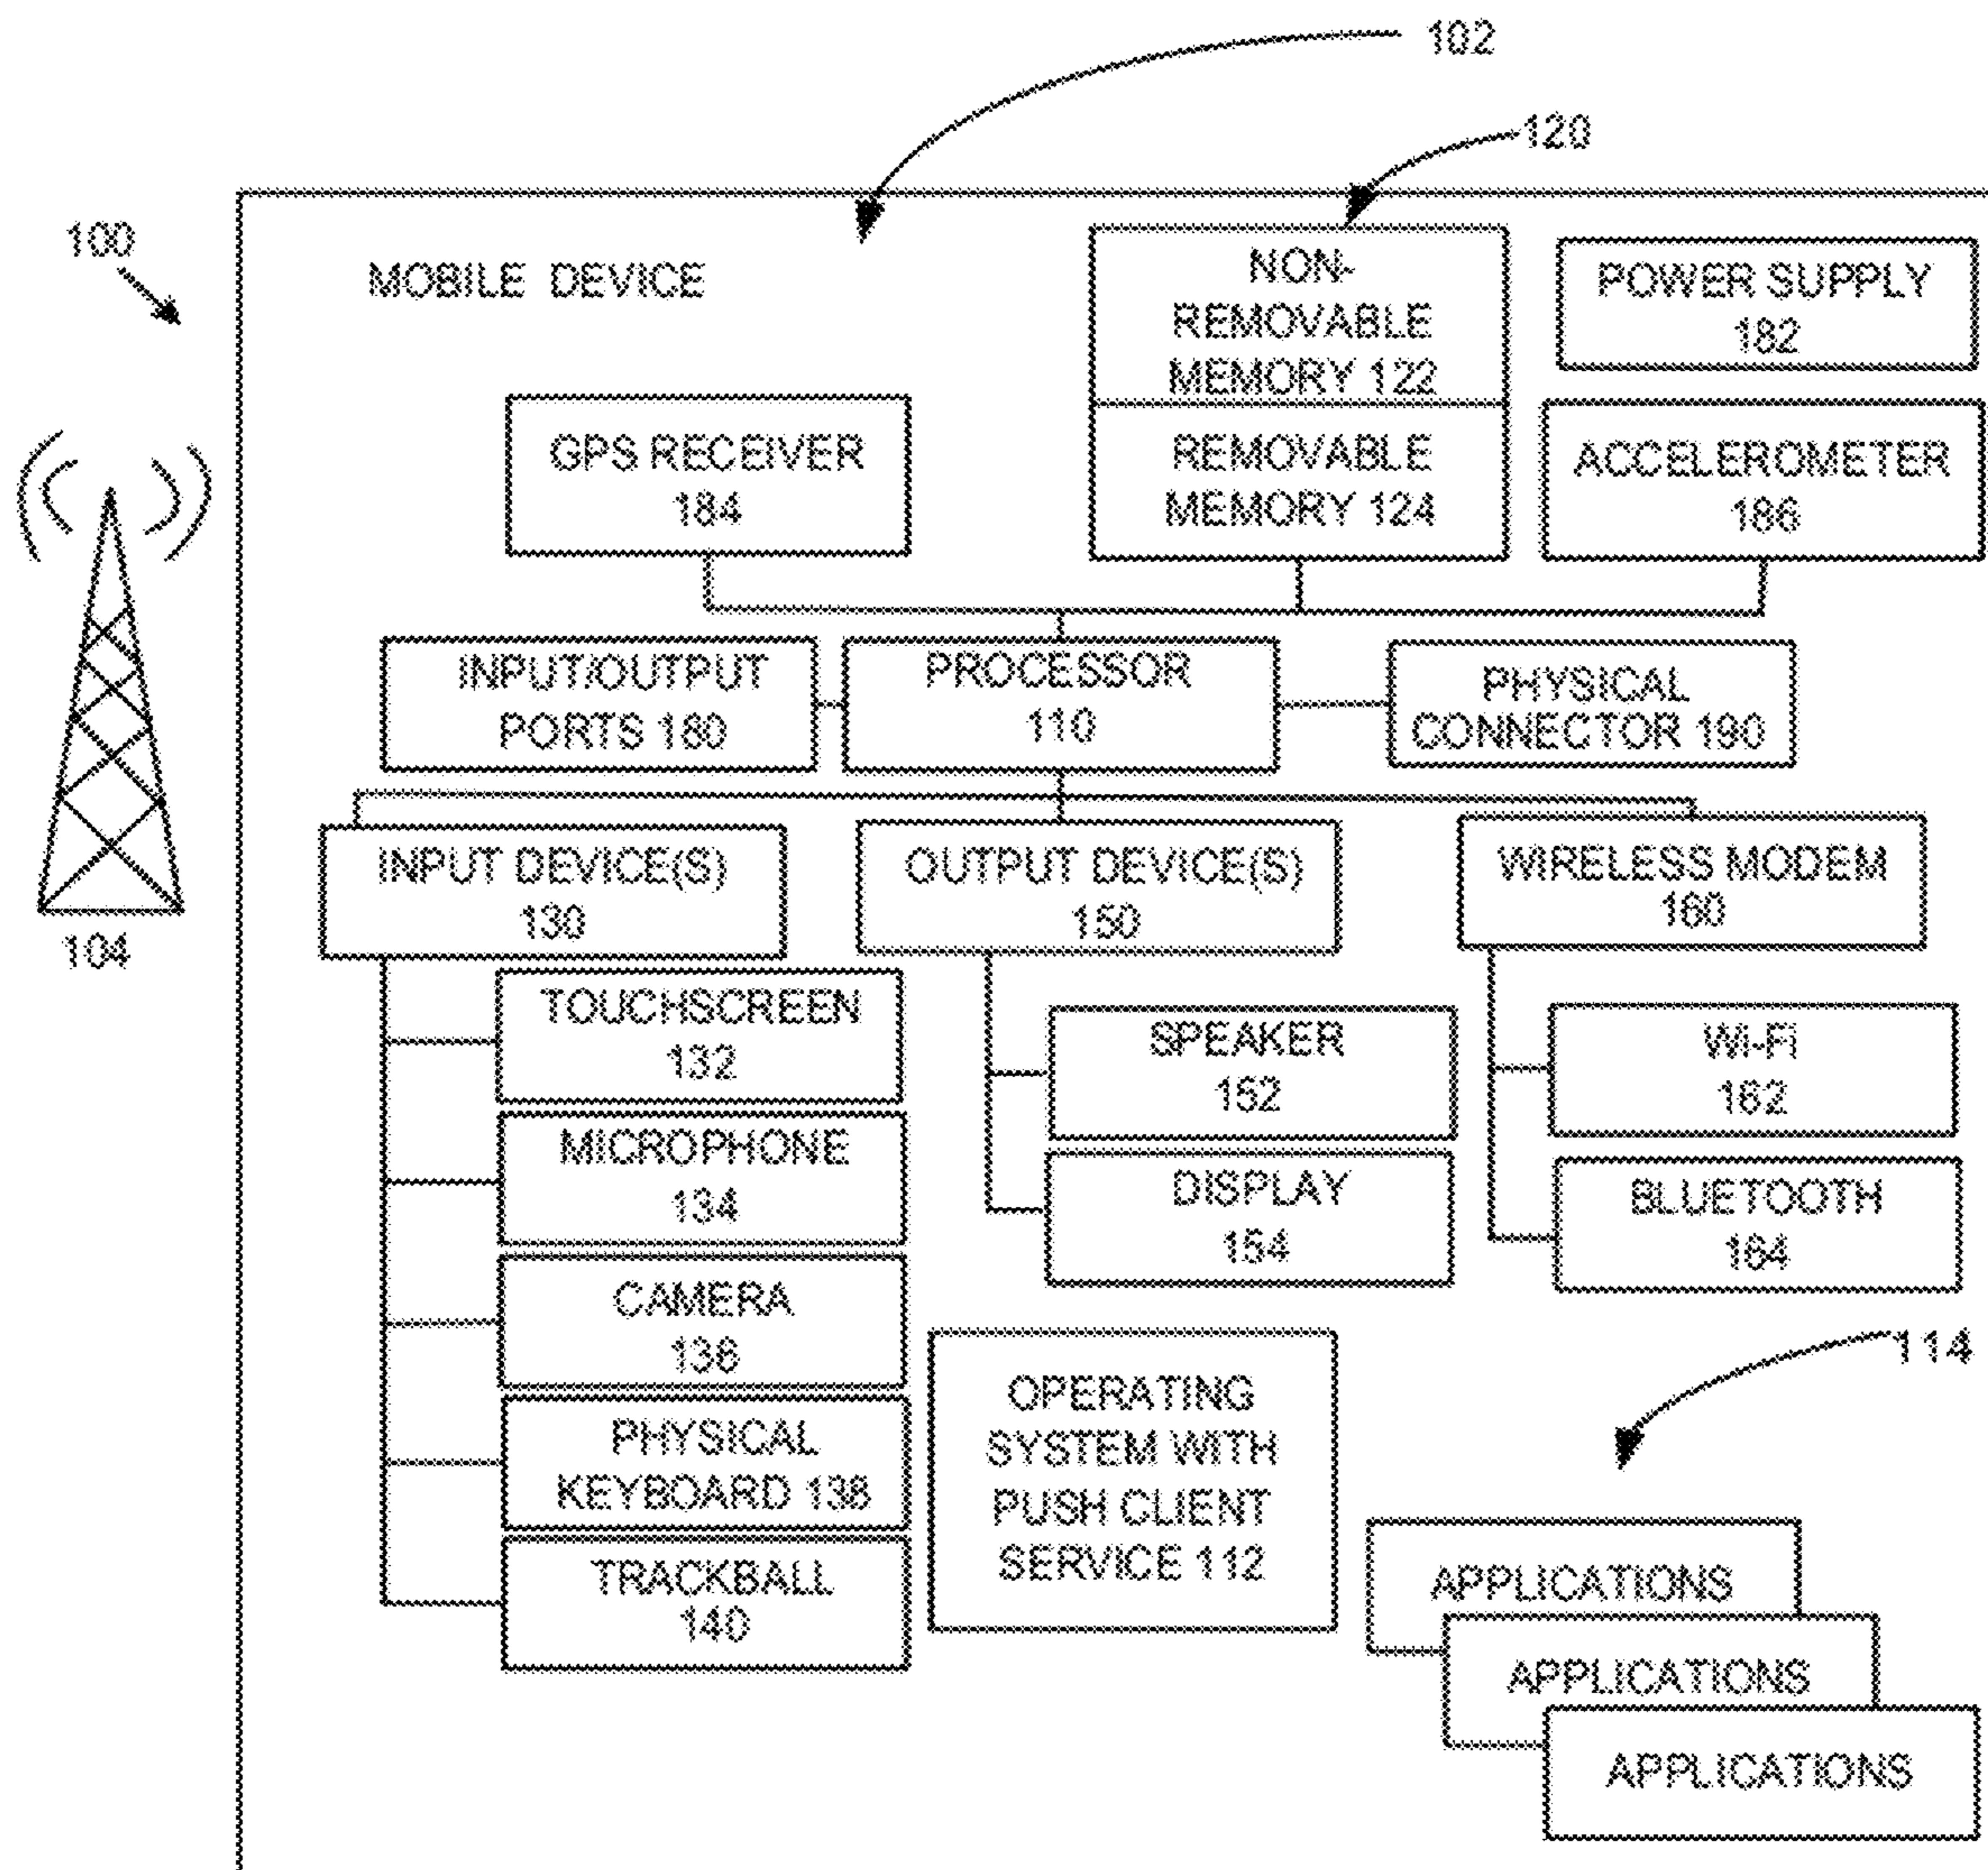 102
120
100
MOBILE DEVICE
NON-
REMOVABLE
MEMORY 122
POWER SUPPLY
182
GPS RECEIVER
184
REMOVABLE
MEMORY 124
ACCELEROMETER
186
INPUT/OUTPUT
PORTS 180
PROCESSOR
110
PHYSICAL
CONNECTOR 190
INPUT DEVICE(S)
130
OUTPUT DEVICE(S)
150
WIRELESS MODEM
160
104
TOUCHSCREEN
132
SPEAKER
152
Wi-Fi
162
MICROPHONE
134
DISPLAY
154
BLUETOOTH
164
CAMERA
136
114
PHYSICAL
KEYBOARD 138
OPERATING
SYSTEM WITH
PUSH CLIENT
SERVICE 112
TRACKBALL
140
APPLICATIONS
APPLICATIONS
APPLICATIONS